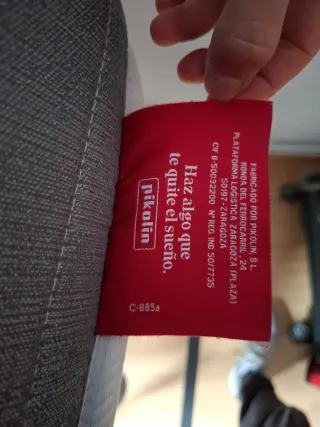 FABRICADO POR PIKOLIN, S L
RONDA DEL FERROCARRIL, 24
PLATAFORMA LOGISTICA ZARAGOZA (PLAZA)
50197-ZARAGOZA
CIF B-50032200 Nº REG IND 50/7735
Haz algo que
te quite el sueño.
pikolin
C-885a